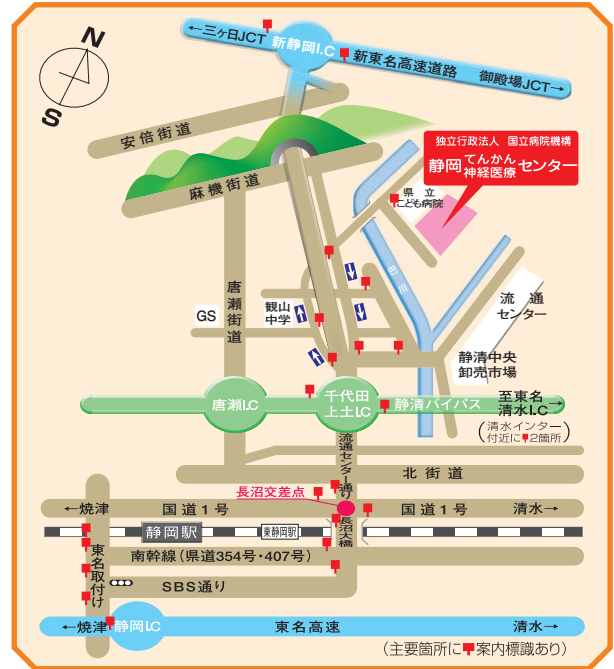 N
S
←三ヶ日JCT
新静岡I.C
新東名高速道路
御殿場JCT→
安倍街道
麻機街道
独立行政法人 国立病院機構
静岡てんかん神経医療センター
県立
こども病院
巴川
唐瀬街道
GS
観山
中学
流通
センター
静清中央
卸売市場
唐瀬I.C
千代田
上土I.C
静清バイパス
至東名
清水I.C
(清水インター
付近に2箇所)
流通センター通り
北街道
長沼交差点
←焼津
国道1号
国道1号
清水→
静岡駅
東静岡駅
長沼大橋
東名取付け
南幹線(県道354号・407号)
SBS通り
←焼津
静岡I.C
東名高速
清水→
(主要箇所に案内標識あり)